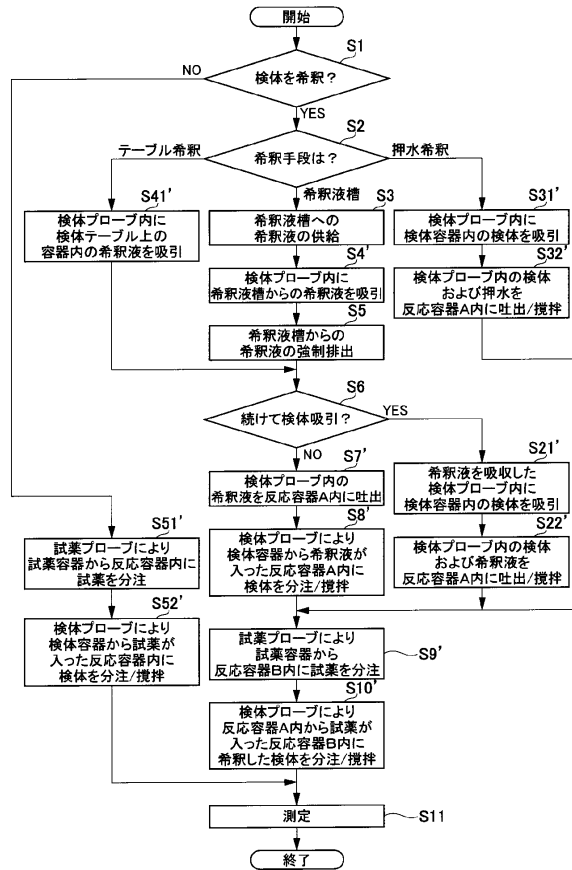 開始
S1
検体を希釈？
NO
YES
S2
希釈手段は？
テーブル希釈
押水希釈
希釈液槽
S41'
検体プローブ内に
検体テーブル上の
容器内の希釈液を吸引
S3
希釈液槽への
希釈液の供給
S31'
検体プローブ内に
検体容器内の検体を吸引
S4'
検体プローブ内に
希釈液槽からの希釈液を吸引
S32'
検体プローブ内の検体
および押水を
反応容器A内に吐出/撹拌
S5
希釈液槽からの
希釈液の強制排出
S6
続けて検体吸引？
YES
NO
S7'
検体プローブ内の
希釈液を反応容器A内に吐出
S21'
希釈液を吸収した
検体プローブ内に
検体容器内の検体を吸引
S8'
検体プローブにより
検体容器から希釈液が
入った反応容器A内に
検体を分注/撹拌
S22'
検体プローブ内の検体
および希釈液を
反応容器A内に吐出/撹拌
S51'
試薬プローブにより
試薬容器から反応容器内に
試薬を分注
S52'
検体プローブにより
検体容器から試薬が
入った反応容器内に
検体を分注/撹拌
S9'
試薬プローブにより
試薬容器から
反応容器B内に試薬を分注
S10'
検体プローブにより
反応容器A内から試薬が
入った反応容器B内に
希釈した検体を分注/撹拌
測定
S11
終了